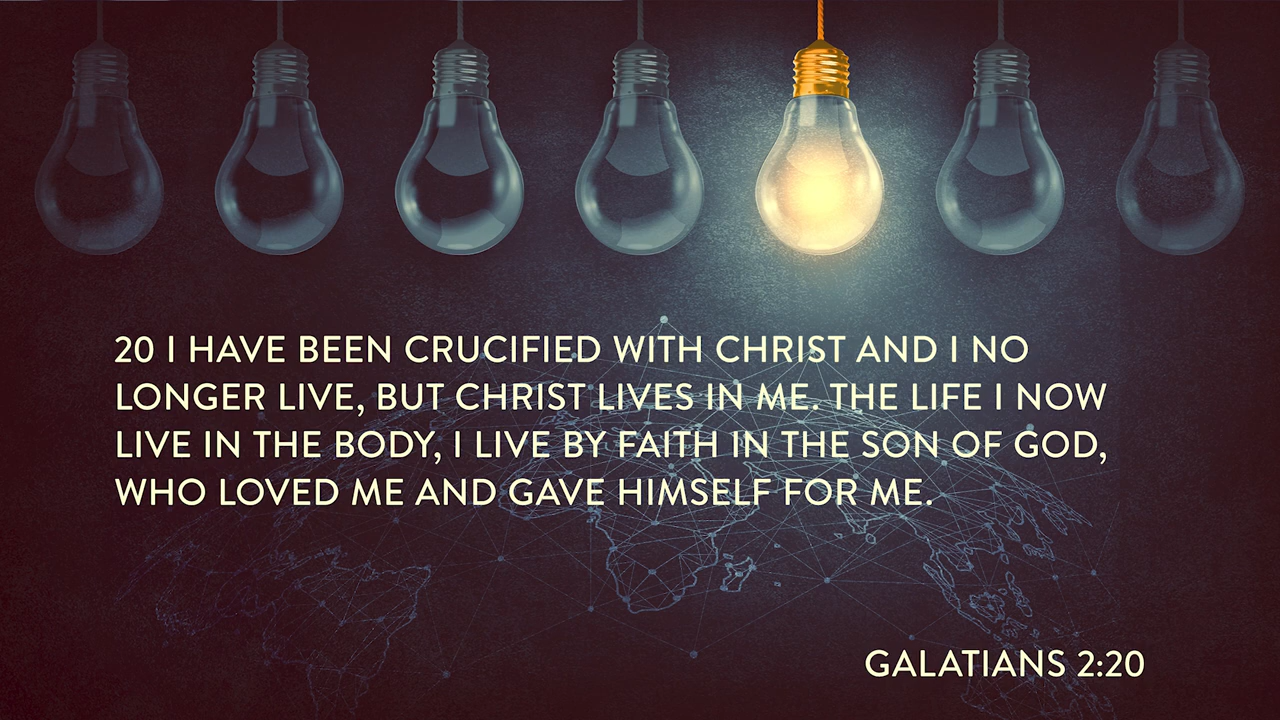 20 I HAVE BEEN CRUCIFIED WITH CHRIST AND I NO
LONGER LIVE, BUT CHRIST LIVES IN ME. THE LIFE I NOW
LIVE IN THE BODY, I LIVE BY FAITH IN THE SON OF GOD,
WHO LOVED ME AND GAVE HIMSELF FOR ME.
GALATIANS 2:20